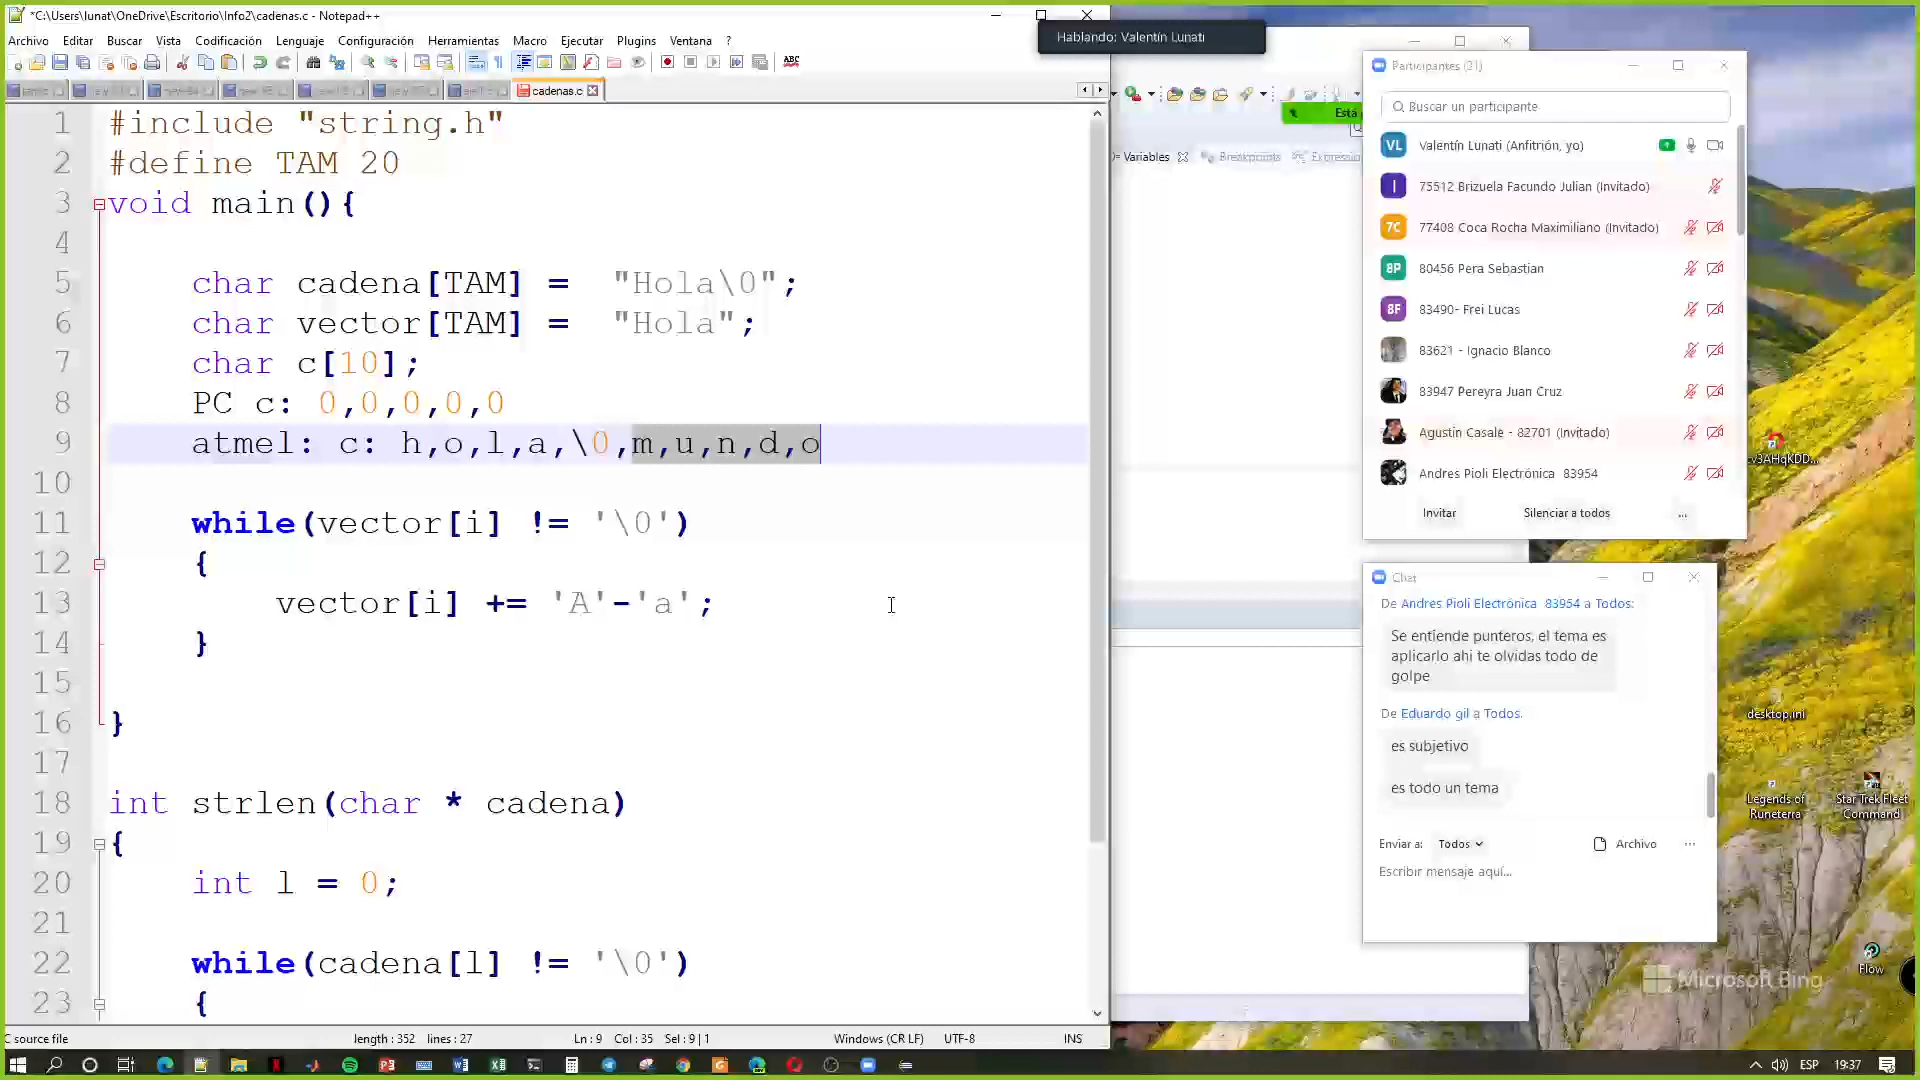 *C:\Users\lunat\OneDrive\Escritorio\Info2\cadenas.c - Notepad++
Archivo Editar Buscar Vista Codificación Lenguaje Configuración Herramientas Macro Ejecutar Plugins Ventana ?
cadenas.c
1 #include "string.h"
2 #define TAM 20
3 void main(){
4
5 char cadena[TAM] = "Hola\0";
6 char vector[TAM] = "Hola";
7 char c[10];
8 PC c: 0,0,0,0,0
9 atmel: c: h,o,l,a,\0,m,u,n,d,o
10
11 while(vector[i] != '\0')
12 {
13 vector[i] += 'A'-'a';
14 }
15
16 }
17
18 int strlen(char * cadena)
19 {
20 int l = 0;
21
22 while(cadena[l] != '\0')
23 {
C source file length : 352 lines : 27 Ln : 9 Col : 35 Sel : 9 | 1 Windows (CR LF) UTF-8 INS
Hablando: Valentín Lunati
Está
Variables Breakpoints
Participantes (21)
Buscar un participante
VL Valentín Lunati (Anfitrión, yo)
I 75512 Brizuela Facundo Julian (Invitado)
7C 77408 Coca Rocha Maximiliano (Invitado)
8P 80456 Pera Sebastian
8F 83490- Frei Lucas
83621 - Ignacio Blanco
83947 Pereyra Juan Cruz
Agustín Casale - 82701 (Invitado)
Andres Pioli Electrónica 83954
Invitar Silenciar a todos ...
Chat
De Andres Pioli Electrónica 83954 a Todos:
Se entiende punteros, el tema es
aplicarlo ahi te olvidas todo de
golpe
De Eduardo gil a Todos:
es subjetivo
es todo un tema
Enviar a: Todos Archivo ...
Escribir mensaje aquí...
desktop.ini
Legends of
Runeterra
Star Trek Fleet
Command
Flow
Microsoft Bing
ESP 19:37